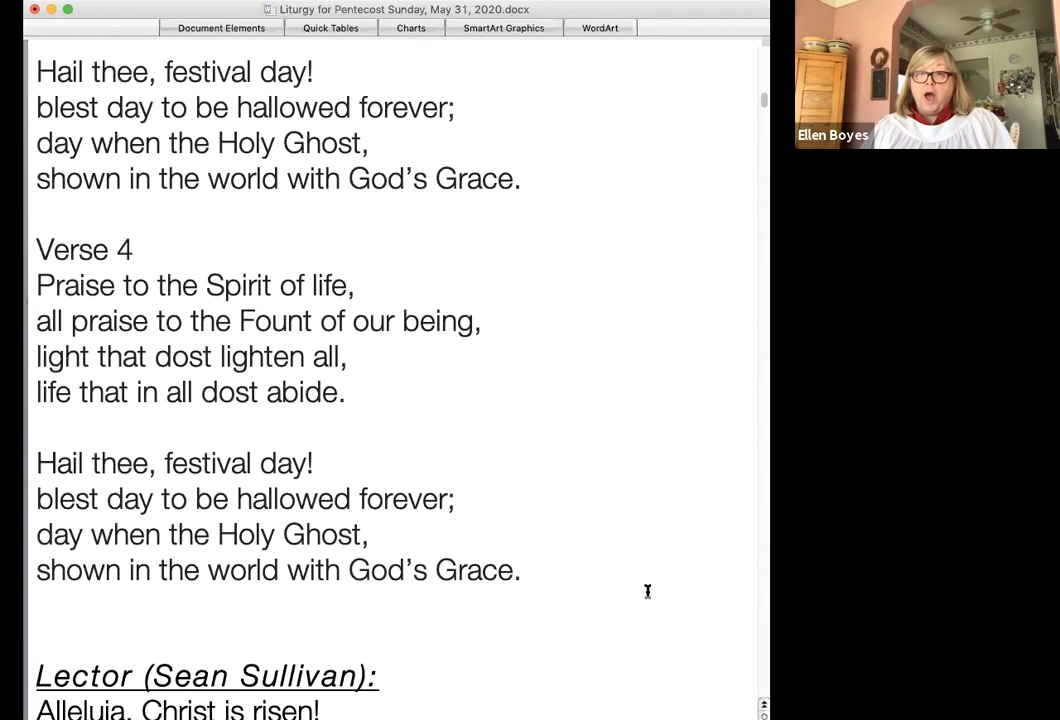 Liturgy for Pentecost Sunday, May 31, 2020.docx
Document Elements Quick Tables Charts SmartArt Graphics WordArt
Hail thee, festival day!
blest day to be hallowed forever;
day when the Holy Ghost,
shown in the world with God’s Grace.
Verse 4
Praise to the Spirit of life,
all praise to the Fount of our being,
light that dost lighten all,
life that in all dost abide.
Hail thee, festival day!
blest day to be hallowed forever;
day when the Holy Ghost,
shown in the world with God’s Grace.
Lector (Sean Sullivan):
Alleluia. Christ is risen!
Ellen Boyes